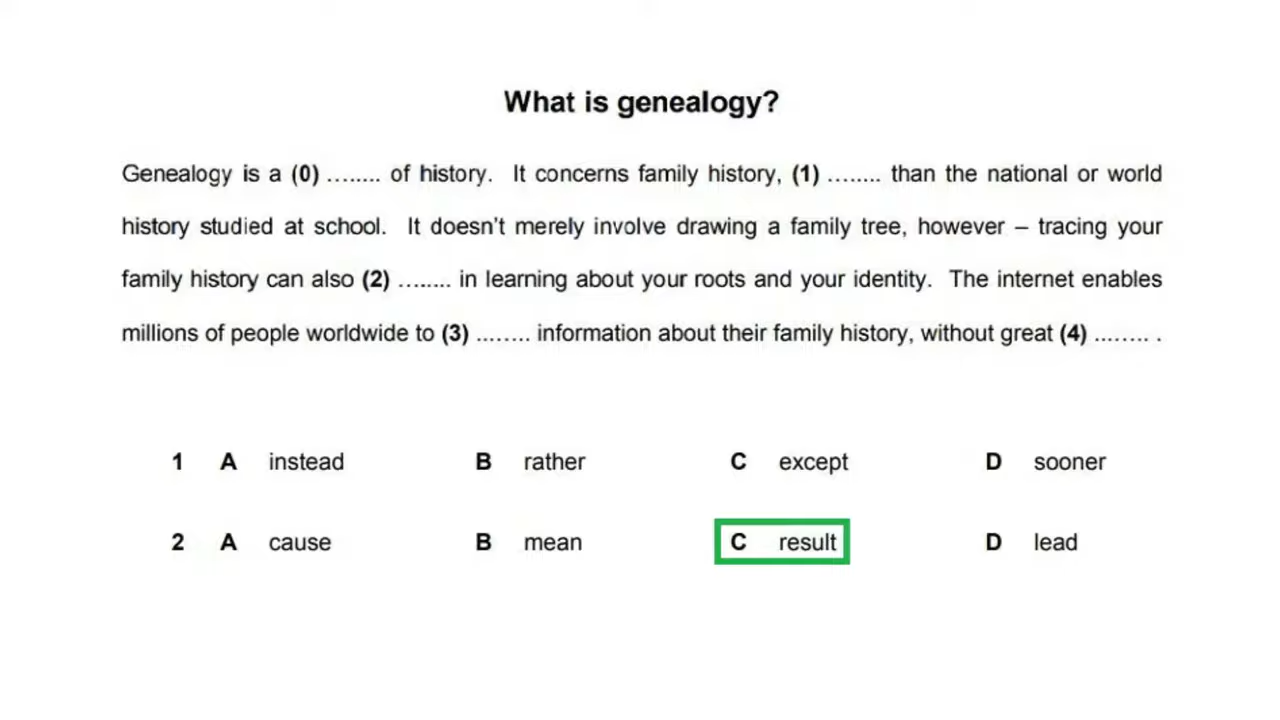 What is genealogy?
Genealogy is a (0) ........ of history. It concerns family history, (1) ........ than the national or world
history studied at school. It doesn't merely involve drawing a family tree, however – tracing your
family history can also (2) ........ in learning about your roots and your identity. The internet enables
millions of people worldwide to (3) ........ information about their family history, without great (4) ........ .
1 A instead B rather C except D sooner
2 A cause B mean C result D lead